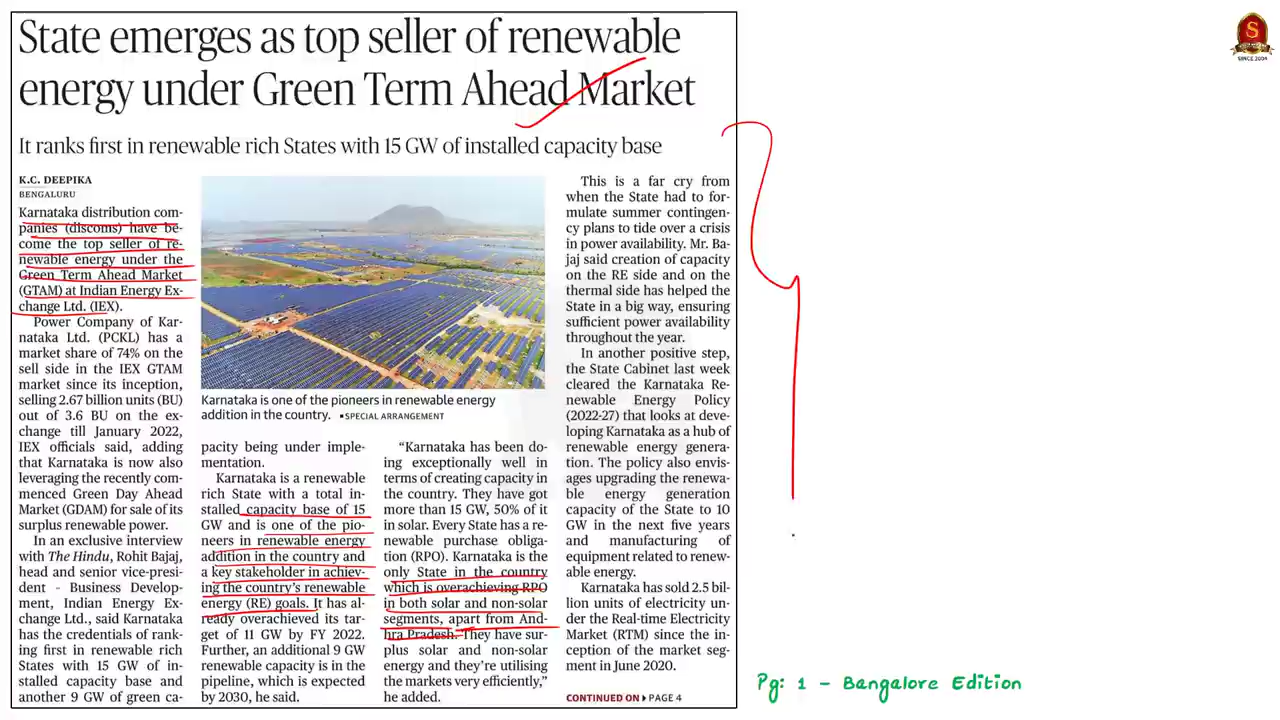 State emerges as top seller of renewable
energy under Green Term Ahead Market
It ranks first in renewable rich States with 15 GW of installed capacity base
K.C. DEEPIKA
BENGALURU
Karnataka distribution com-
panies (discoms) have be-
come the top seller of re-
newable energy under the
Green Term Ahead Market
(GTAM) at Indian Energy Ex-
change Ltd. (IEX).
Power Company of Kar-
nataka Ltd. (PCKL) has a
market share of 74% on the
sell side in the IEX GTAM
market since its inception,
selling 2.67 billion units (BU)
out of 3.6 BU on the ex-
change till January 2022,
IEX officials said, adding
that Karnataka is now also
leveraging the recently com-
menced Green Day Ahead
Market (GDAM) for sale of its
surplus renewable power.
In an exclusive interview
with The Hindu, Rohit Bajaj,
head and senior vice-presi-
dent - Business Develop-
ment, Indian Energy Ex-
change Ltd., said Karnataka
has the credentials of rank-
ing first in renewable rich
States with 15 GW of in-
stalled capacity base and
another 9 GW of green ca-
Karnataka is one of the pioneers in renewable energy
addition in the country. ▪SPECIAL ARRANGEMENT
pacity being under imple-
mentation.
Karnataka is a renewable
rich State with a total in-
stalled capacity base of 15
GW and is one of the pio-
neers in renewable energy
addition in the country and
a key stakeholder in achiev-
ing the country's renewable
energy (RE) goals. It has al-
ready overachieved its tar-
get of 11 GW by FY 2022.
Further, an additional 9 GW
renewable capacity is in the
pipeline, which is expected
by 2030, he said.
“Karnataka has been do-
ing exceptionally well in
terms of creating capacity in
the country. They have got
more than 15 GW, 50% of it
in solar. Every State has a re-
newable purchase obliga-
tion (RPO). Karnataka is the
only State in the country
which is overachieving RPO
in both solar and non-solar
segments, apart from And-
hra Pradesh. They have sur-
plus solar and non-solar
energy and they're utilising
the markets very efficiently,”
he added.
This is a far cry from
when the State had to for-
mulate summer contingen-
cy plans to tide over a crisis
in power availability. Mr. Ba-
jaj said creation of capacity
on the RE side and on the
thermal side has helped the
State in a big way, ensuring
sufficient power availability
throughout the year.
In another positive step,
the State Cabinet last week
cleared the Karnataka Re-
newable Energy Policy
(2022-27) that looks at deve-
loping Karnataka as a hub of
renewable energy genera-
tion. The policy also envis-
ages upgrading the renewa-
ble energy generation
capacity of the State to 10
GW in the next five years
and manufacturing of
equipment related to renew-
able energy.
Karnataka has sold 2.5 bil-
lion units of electricity un-
der the Real-time Electricity
Market (RTM) since the in-
ception of the market seg-
ment in June 2020.
CONTINUED ON ▸ PAGE 4
S
SINCE 2004
Pg: 1 - Bangalore Edition